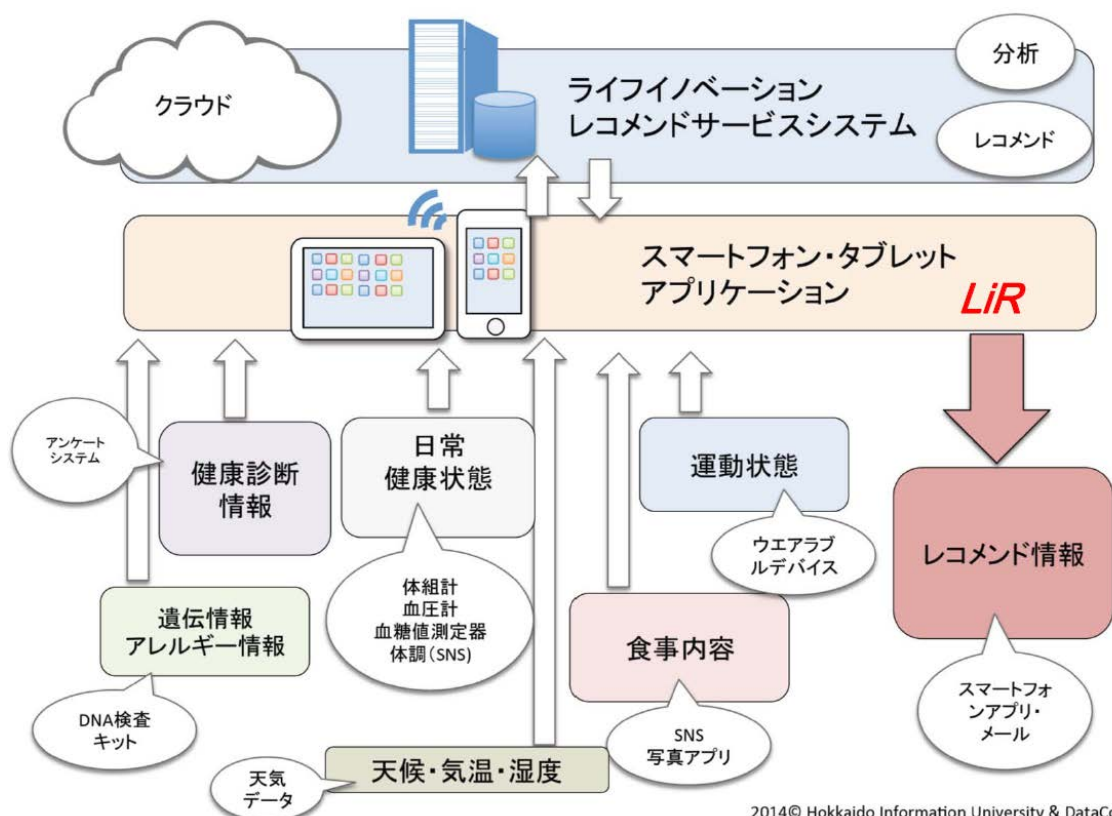 クラウド
ライフイノベーション
レコメンドサービスシステム
分析
レコメンド
スマートフォン・タブレット
アプリケーション
LiR
アンケート
システム
健康診断
情報
日常
健康状態
運動状態
ウエアラブ
ルデバイス
レコメンド情報
体組計
血圧計
血糖値測定器
体調(SNS)
遺伝情報
アレルギー情報
食事内容
DNA検査
キット
SNS
写真アプリ
スマートフォ
ンアプリ・
メール
天候・気温・湿度
天気
データ
2014© Hokkaido Information University & DataCo